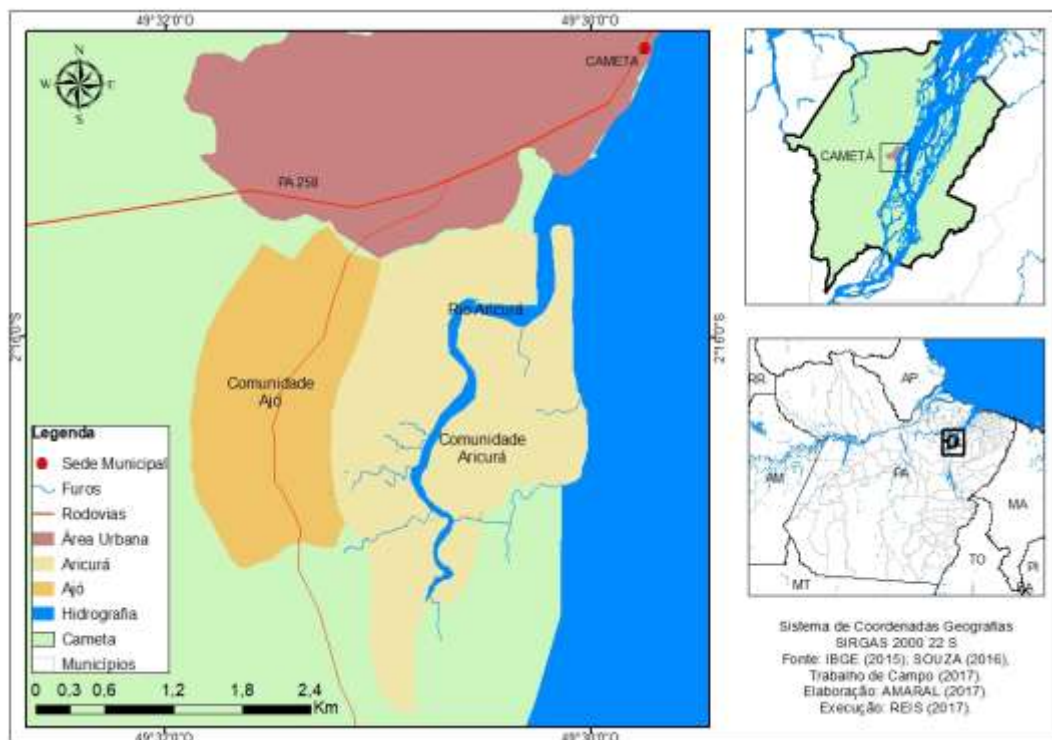 49°32'0"O
49°30'0"O
N
W
E
S
CAMETA
PA 256
2°16'0"S
2°16'0"S
Rio Aricurá
Comunidade
Ajó
Comunidade
Aricurá
Legenda
Sede Municipal
Furos
Rodovias
Área Urbana
Aricurá
Ajó
Hidrografia
Cameta
Municípios
0 0,3 0,6 1,2 1,8 2,4
Km
49°32'0"O
49°30'0"O
CAMETÁ
RR
AP
AM
PA
MA
TO
PI
MT
BA
Sistema de Coordenadas Geografias
SIRGAS 2000 22 S
Fonte: IBGE (2015); SOUZA (2016),
Trabalho de Campo (2017).
Elaboração: AMARAL (2017).
Execução: REIS (2017).